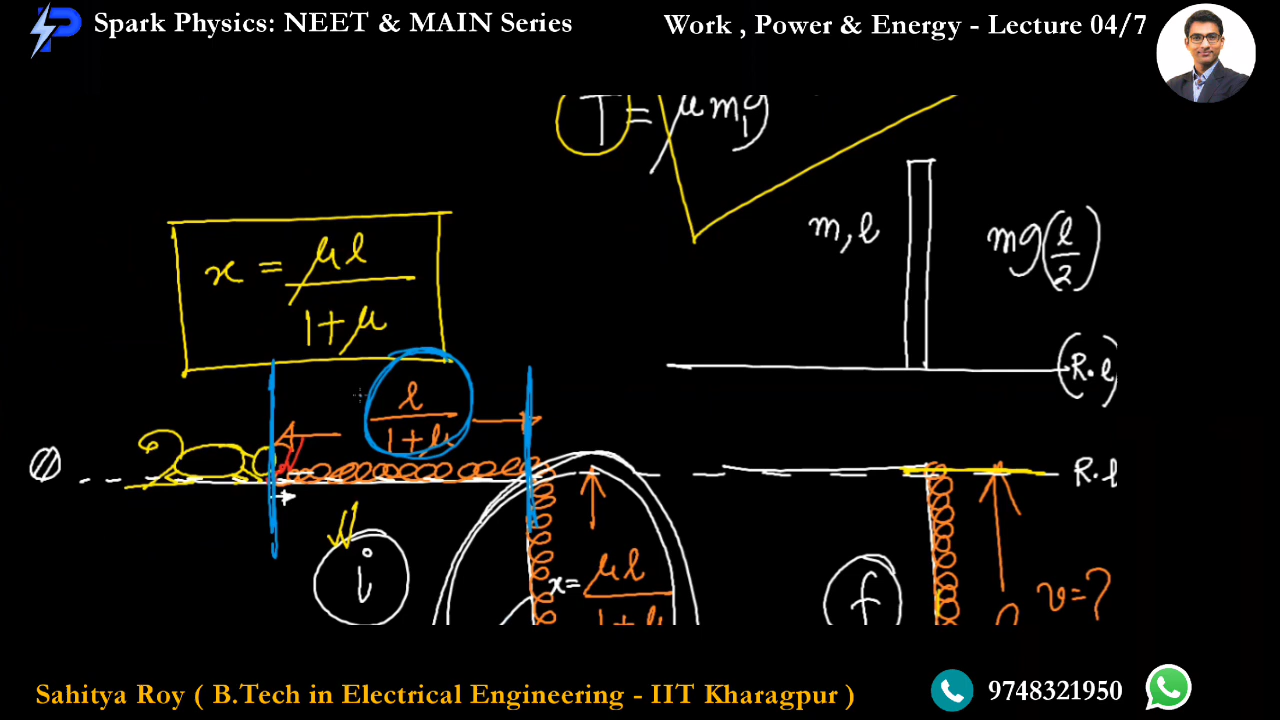 Spark Physics: NEET & MAIN Series
Work , Power & Energy - Lecture 04/7
T = μ m₁g
m, l
mg(l/2)
x = μl/1+μ
(R.l)
l/1+μ
R.l
i
x = μl/1+μ
f
v=?
Sahitya Roy ( B.Tech in Electrical Engineering - IIT Kharagpur )
9748321950